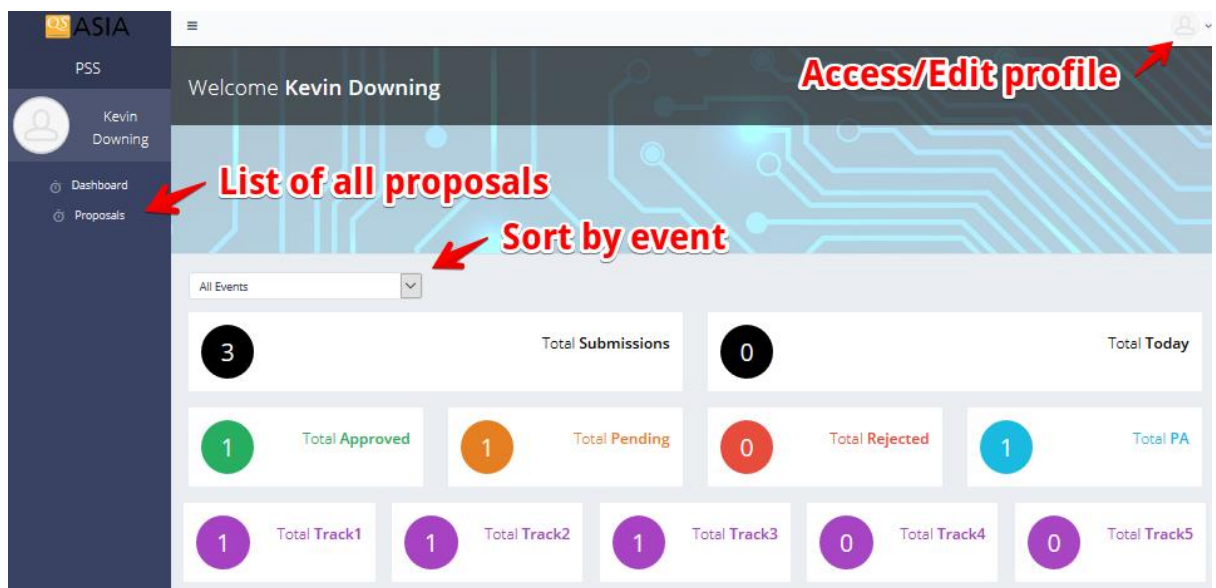 QS ASIA
PSS
Kevin
Downing
Dashboard
Proposals
Welcome Kevin Downing
Access/Edit profile
List of all proposals
Sort by event
All Events
3 Total Submissions
0 Total Today
1 Total Approved
1 Total Pending
0 Total Rejected
1 Total PA
1 Total Track1
1 Total Track2
1 Total Track3
0 Total Track4
0 Total Track5